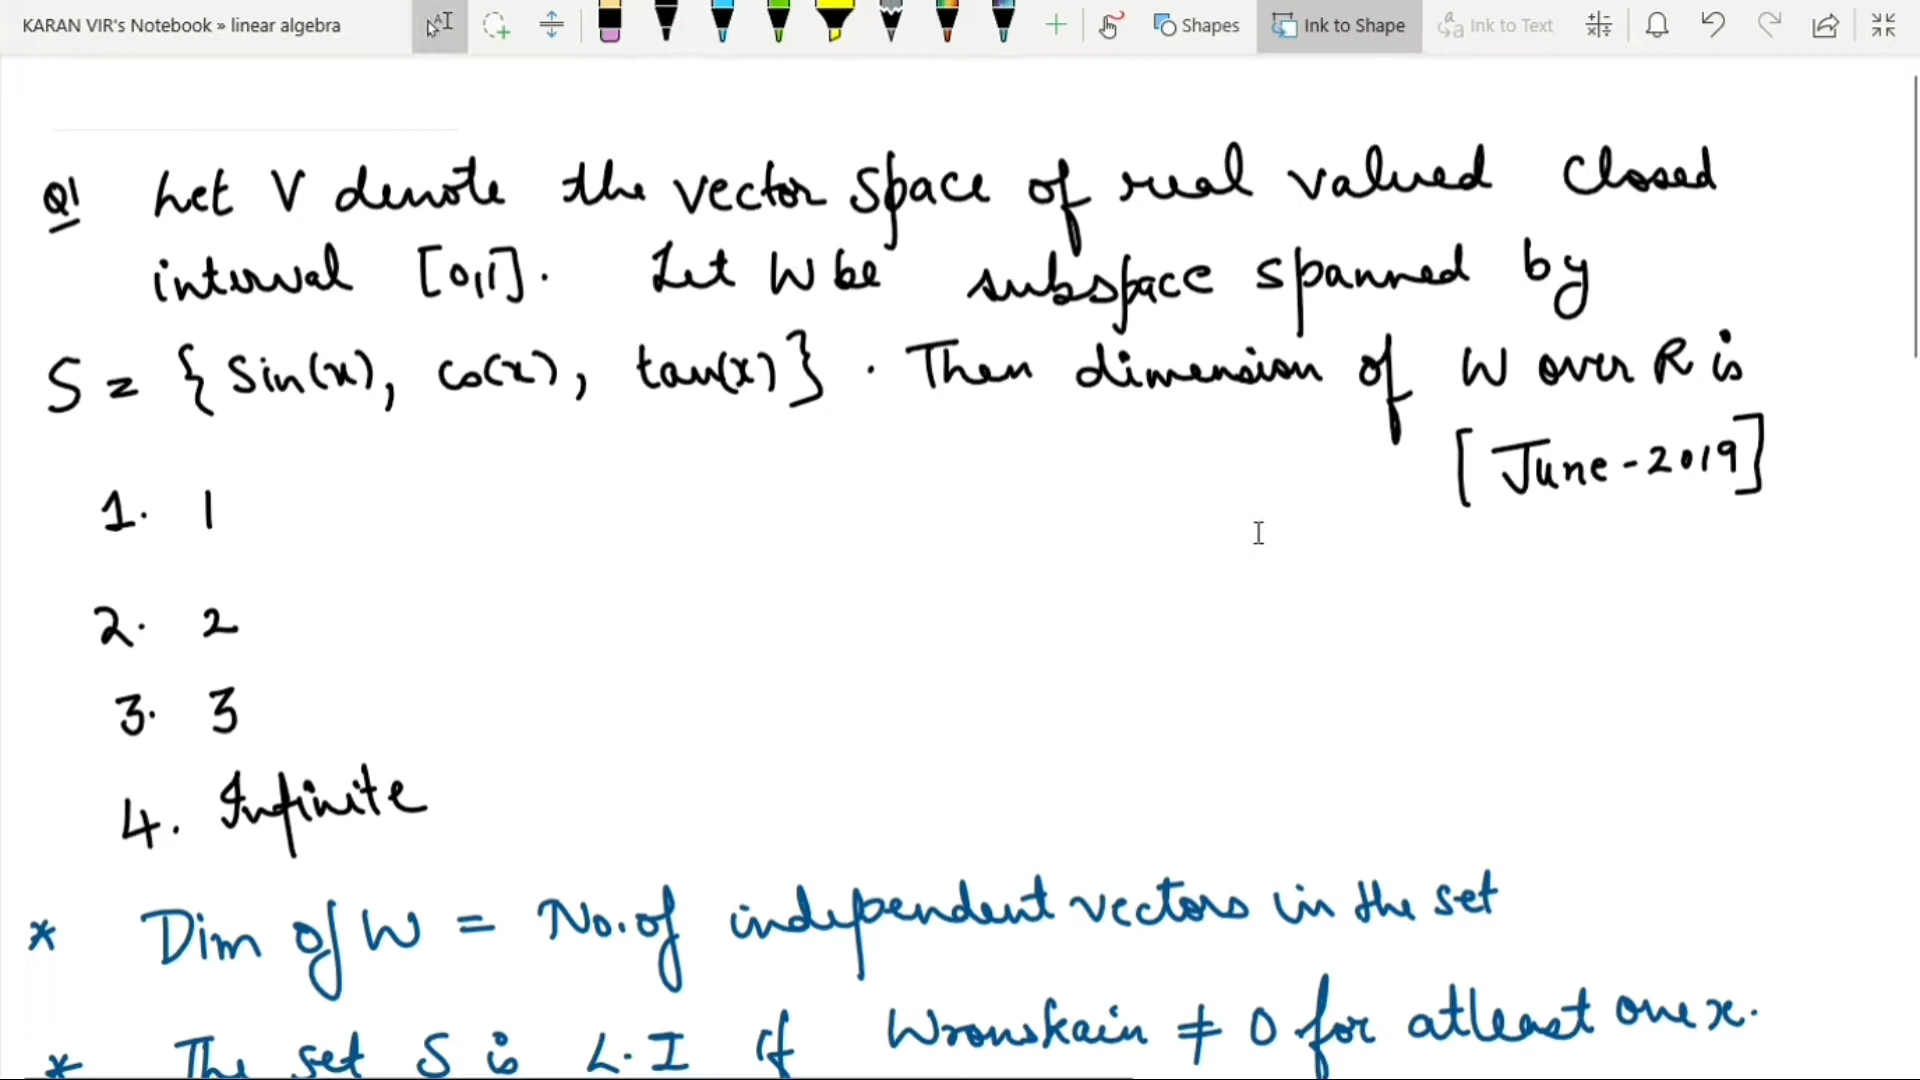 KARAN VIR's Notebook » linear algebra
Shapes
Ink to Shape
Ink to Text
Q1 Let V denote the vector space of real valued closed
interval [0,1]. Let W be subspace spanned by
S = { Sin(x), co(x), tan(x) } . Then dimension of W over R is
[ June - 2019 ]
1. 1
2. 2
3. 3
4. Infinite
* Dim of W = No. of independent vectors in the set
* The set S is L.I if Wronskain ≠ 0 for atleast one x.